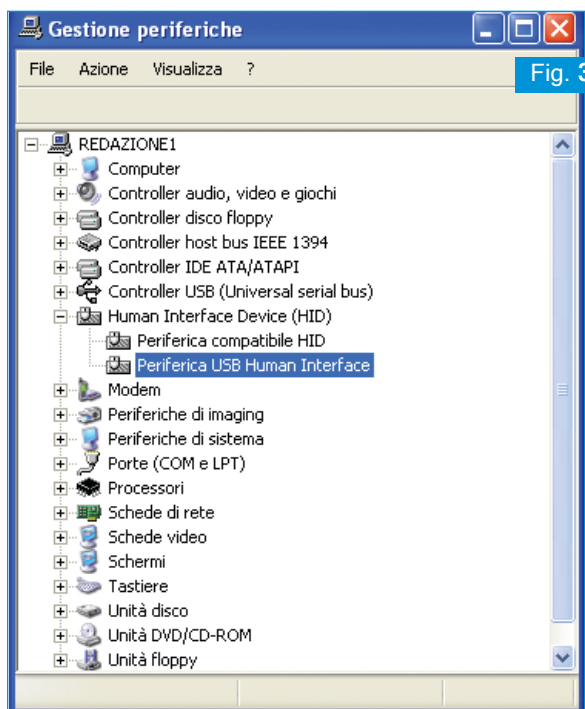 Gestione periferiche
File Azione Visualizza ?
Fig. 3
REDAZIONE1
Computer
Controller audio, video e giochi
Controller disco floppy
Controller host bus IEEE 1394
Controller IDE ATA/ATAPI
Controller USB (Universal serial bus)
Human Interface Device (HID)
Periferica compatibile HID
Periferica USB Human Interface
Modem
Periferiche di imaging
Periferiche di sistema
Porte (COM e LPT)
Processori
Schede di rete
Schede video
Schermi
Tastiere
Unità disco
Unità DVD/CD-ROM
Unità floppy